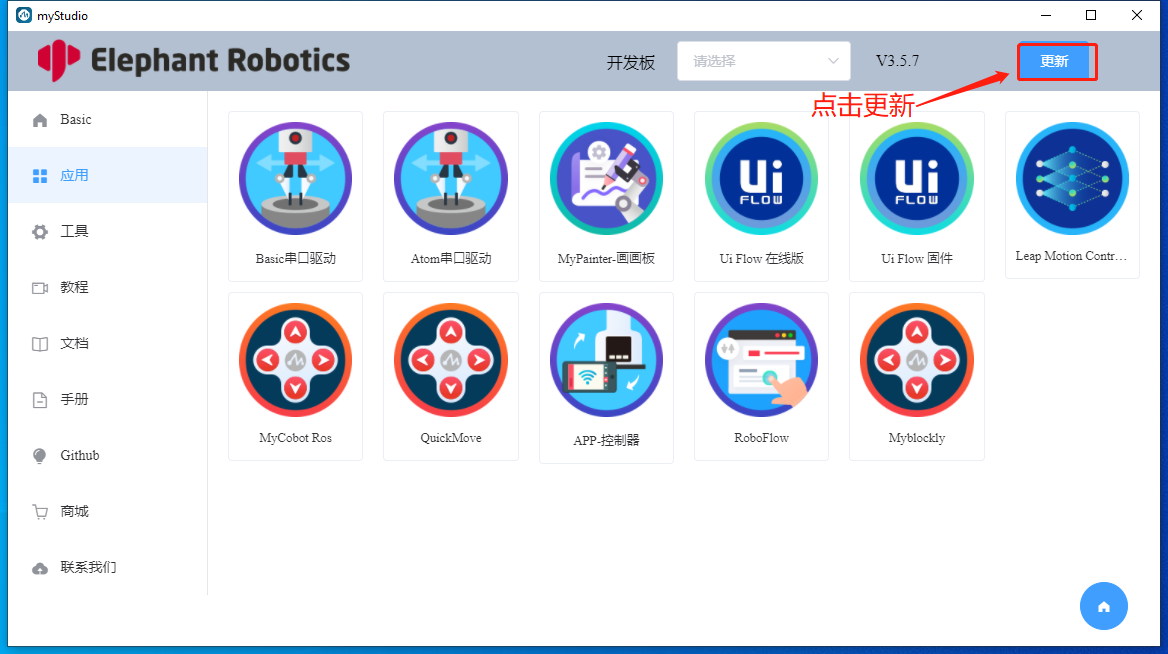 myStudio
Elephant Robotics
开发板
请选择
V3.5.7
更新
点击更新
Basic
应用
工具
教程
文档
手册
Github
商城
联系我们
Basic串口驱动
Atom串口驱动
MyPainter-画画板
Ui FLOW
Ui Flow 在线版
Ui FLOW
Ui Flow 固件
Leap Motion Contr...
MyCobot Ros
QuickMove
APP-控制器
RoboFlow
Myblockly